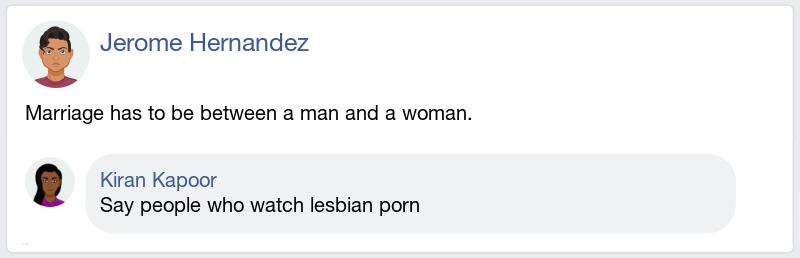 Jerome Hernandez
Marriage has to be between a man and a woman.
Kiran Kapoor
Say people who watch lesbian porn